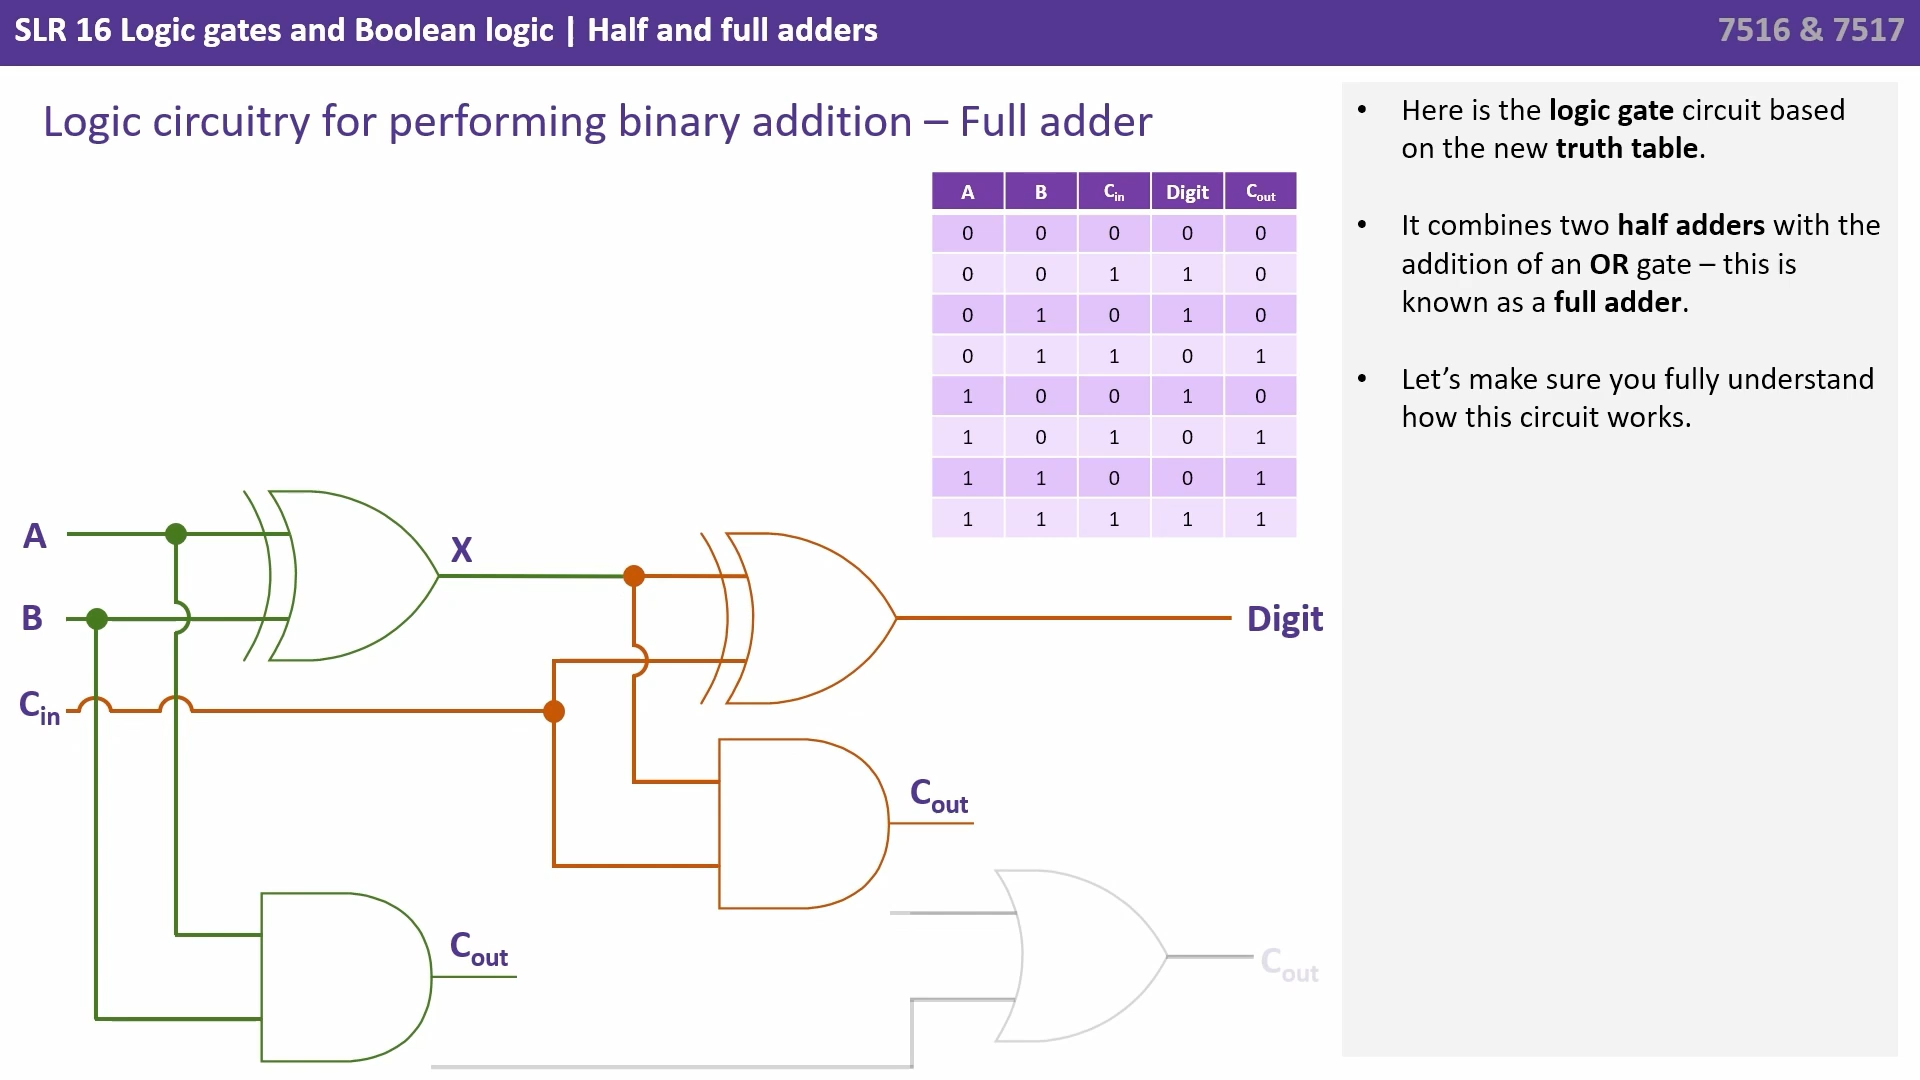 SLR 16 Logic gates and Boolean logic | Half and full adders
7516 & 7517
Logic circuitry for performing binary addition – Full adder
A B Cin Digit Cout
0 0 0 0 0
0 0 1 1 0
0 1 0 1 0
0 1 1 0 1
1 0 0 1 0
1 0 1 0 1
1 1 0 0 1
1 1 1 1 1
A
B
Cin
X
Digit
Cout
Cout
Cout
• Here is the logic gate circuit based
on the new truth table.
• It combines two half adders with the
addition of an OR gate – this is
known as a full adder.
• Let’s make sure you fully understand
how this circuit works.